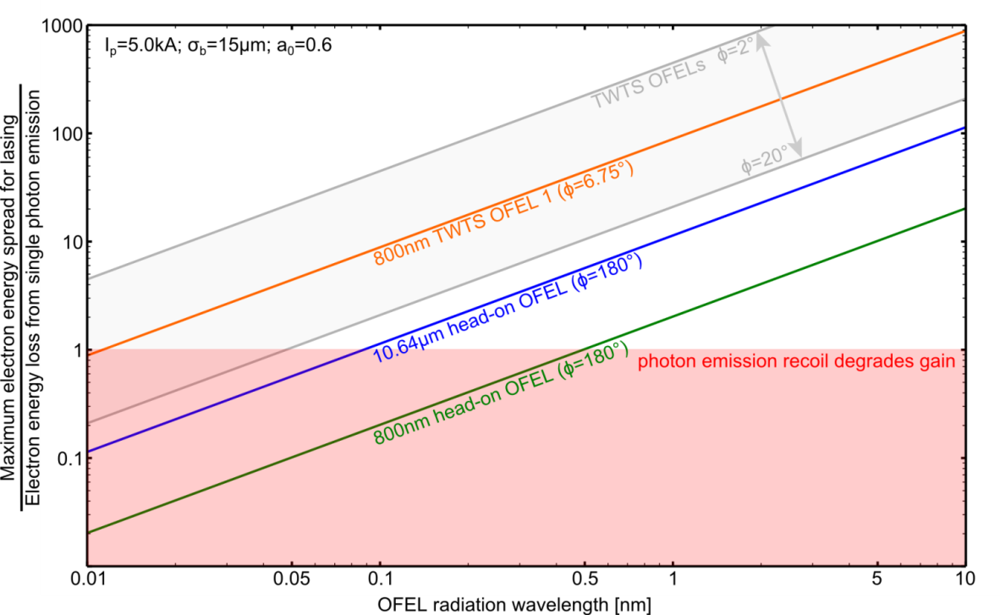 Maximum electron energy spread for lasing
Electron energy loss from single photon emission
1000
100
10
1
0.1
I_p=5.0kA; σ_b=15μm; a_0=0.6
TWTS OFELs ϕ=2°
ϕ=20°
800nm TWTS OFEL 1 (ϕ=6.75°)
10.64μm head-on OFEL (ϕ=180°)
800nm head-on OFEL (ϕ=180°)
photon emission recoil degrades gain
0.01 0.05 0.1 0.5 1 5 10
OFEL radiation wavelength [nm]